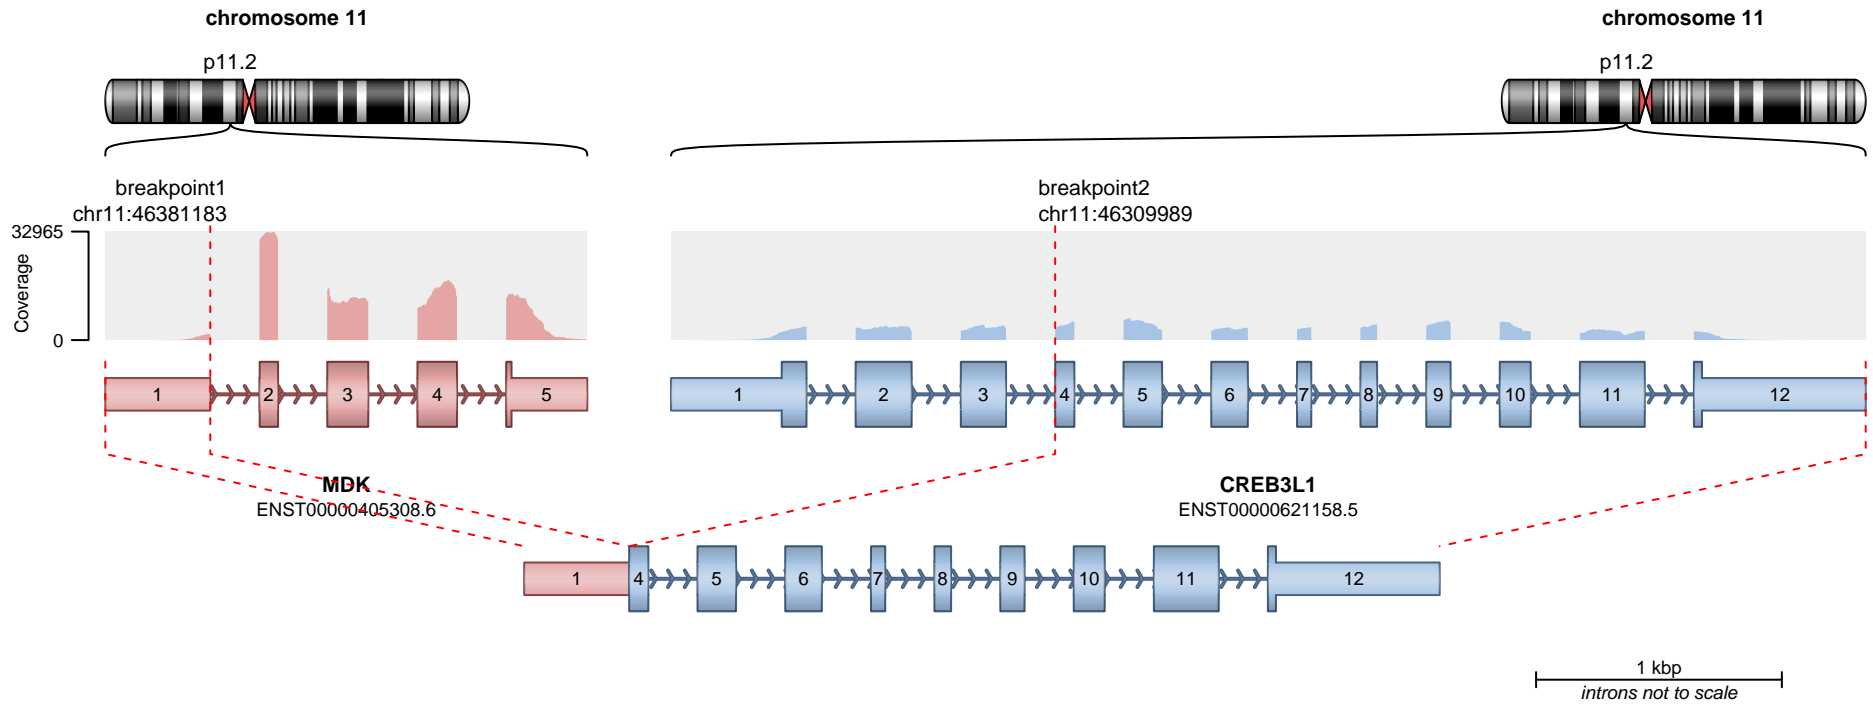 chromosome 11
chromosome 11
p11.2
p11.2
breakpoint1
chr11:46381183
breakpoint2
chr11:46309989
32965
Coverage
0
1 2 3 4 5
1 2 3 4 5 6 7 8 9 10 11 12
MDK
ENST00000405308.6
CREB3L1
ENST00000621158.5
1 4 5 6 7 8 9 10 11 12
1 kbp
introns not to scale